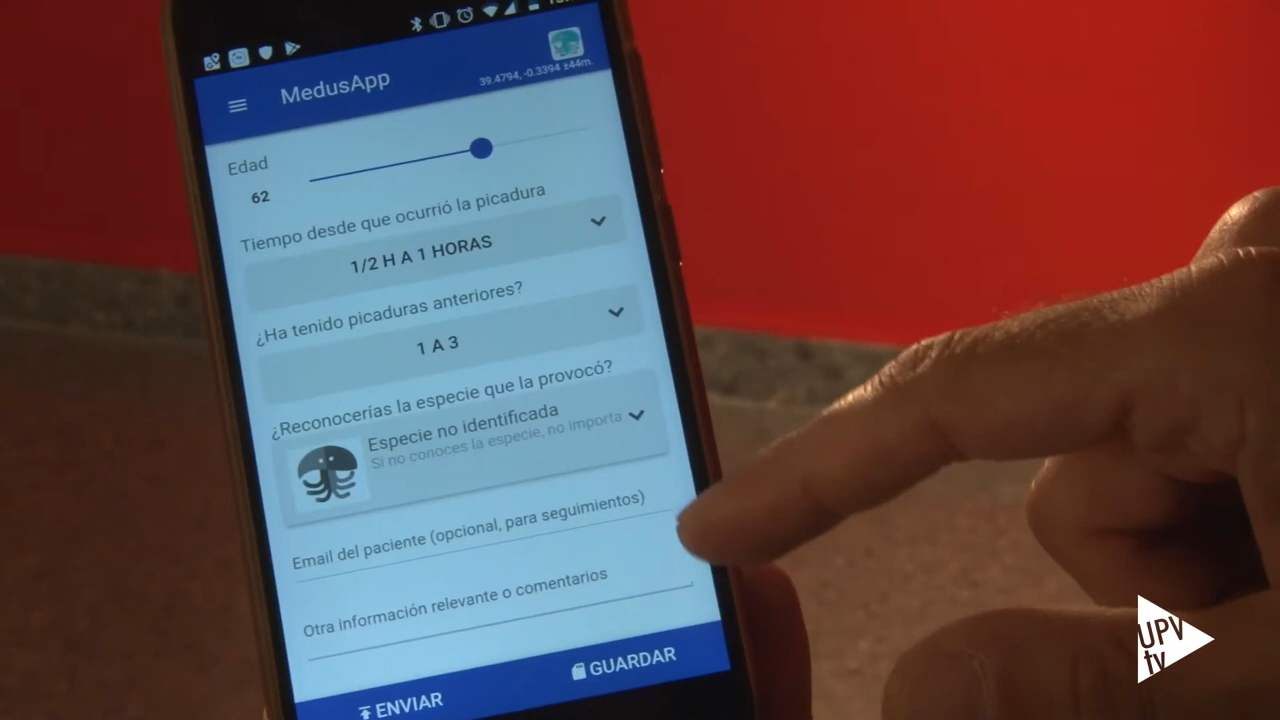 MedusApp
39.4794, -0.3394 ±44m.
Edad
62
Tiempo desde que ocurrió la picadura
1/2 H A 1 HORAS
¿Ha tenido picaduras anteriores?
1 A 3
¿Reconocerías la especie que la provocó?
Especie no identificada
Si no conoces la especie, no importa
Email del paciente (opcional, para seguimientos)
Otra información relevante o comentarios
ENVIAR
GUARDAR
UPV
tv